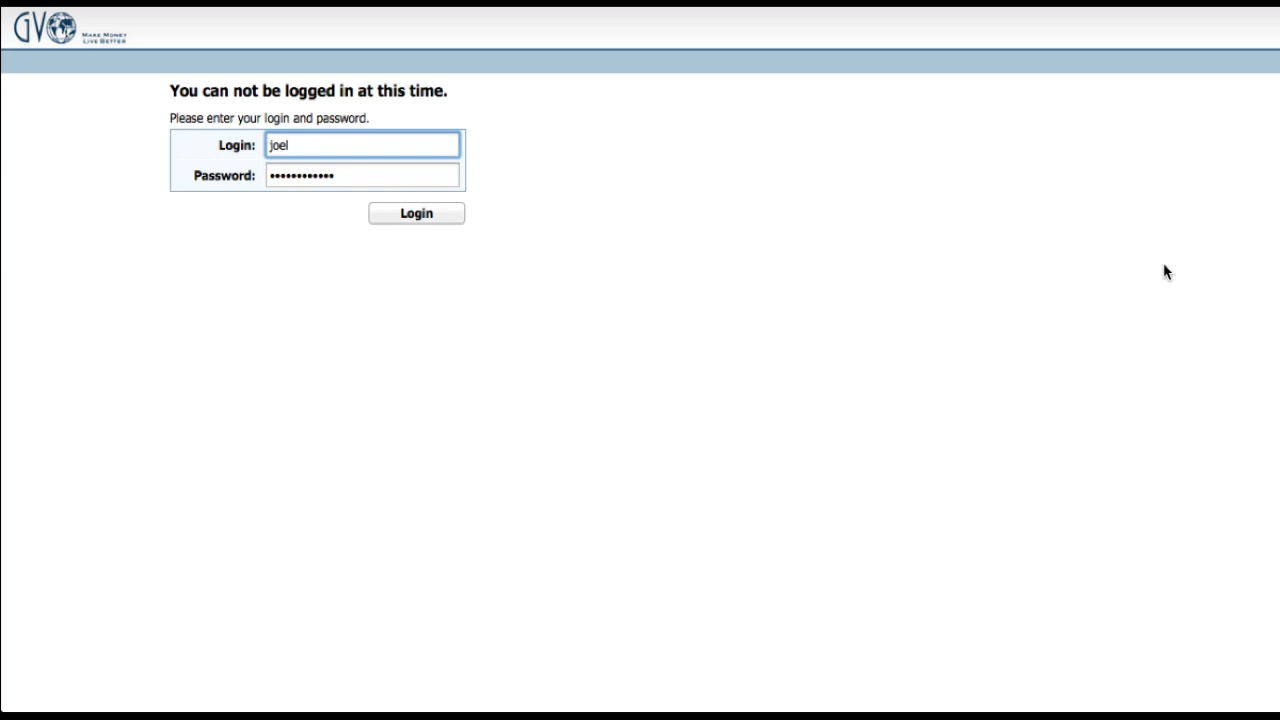 GVO
MAKE MONEY
LIVE BETTER
You can not be logged in at this time.
Please enter your login and password.
Login: joel
Password: ••••••••••••
Login